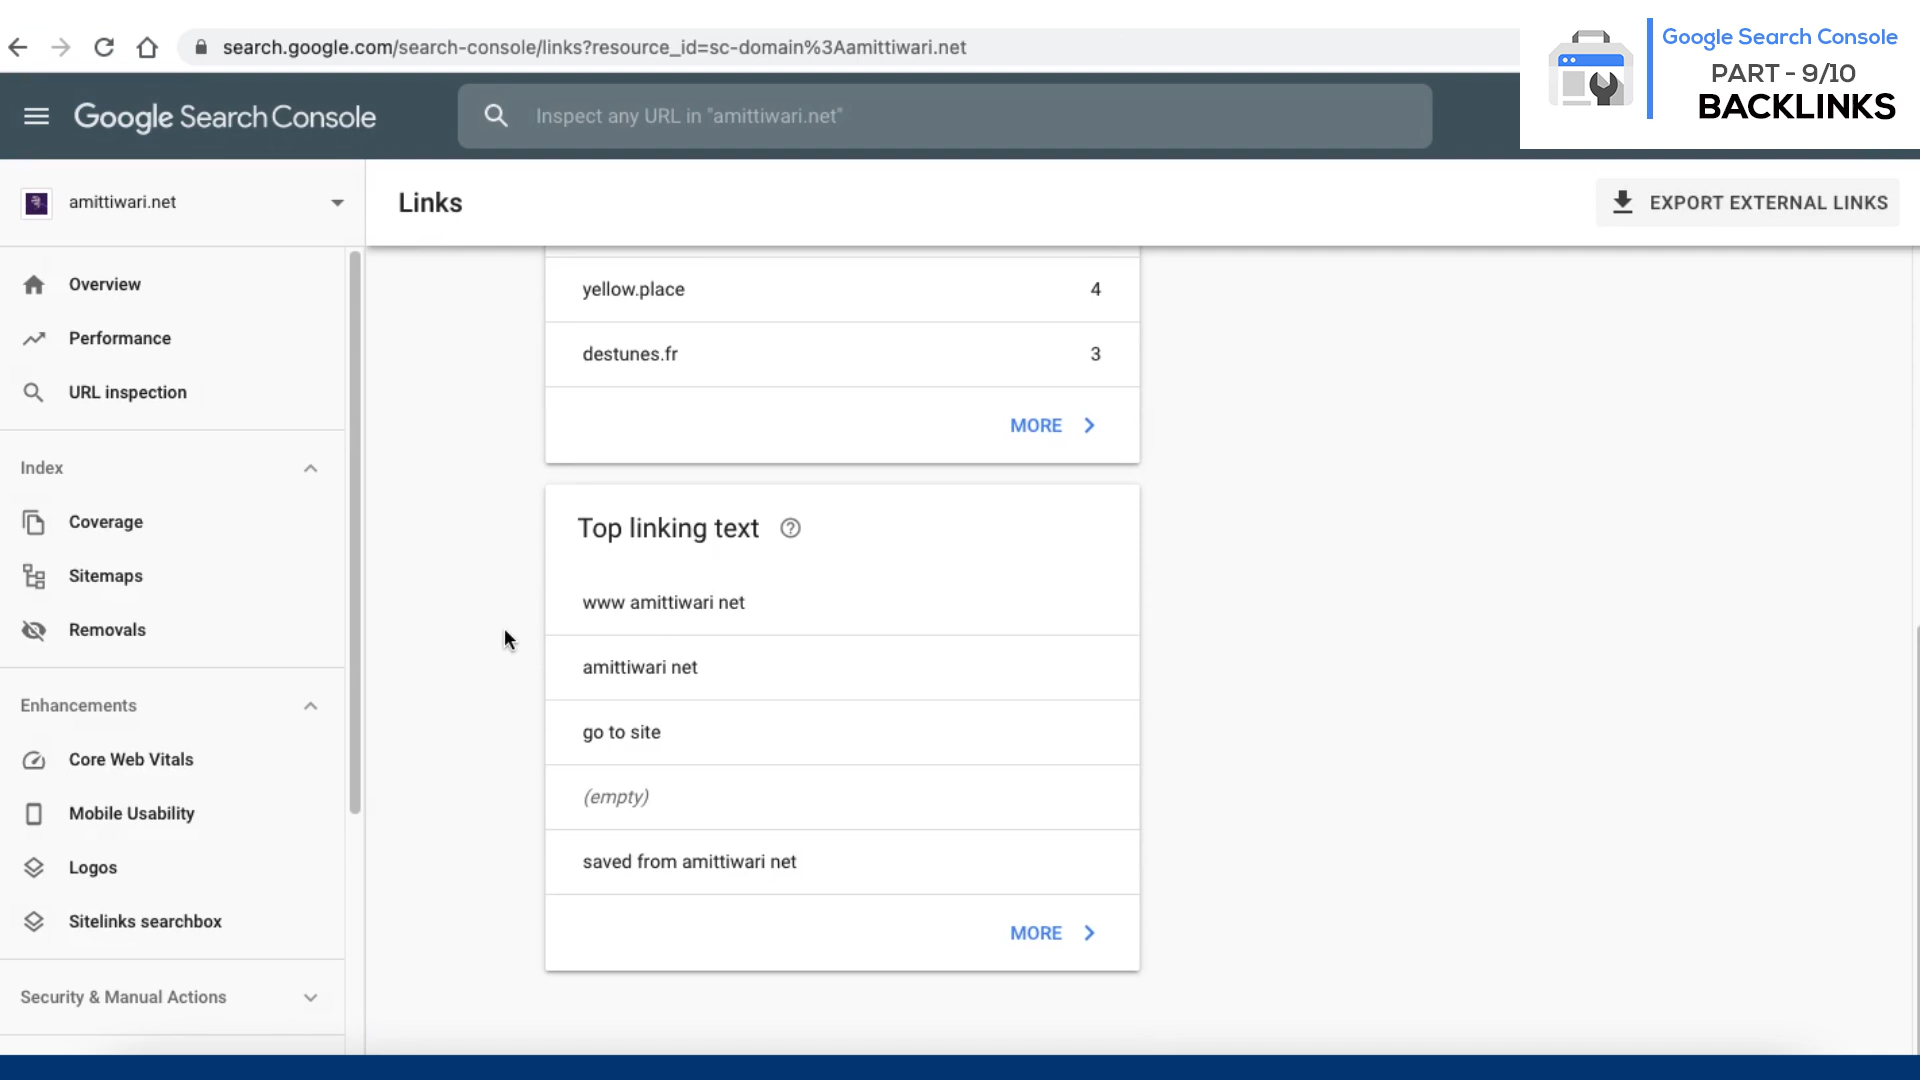 search.google.com/search-console/links?resource_id=sc-domain%3Aamittiwari.net
Google Search Console
PART - 9/10
BACKLINKS
Google Search Console
Inspect any URL in "amittiwari.net"
amittiwari.net
Links
EXPORT EXTERNAL LINKS
Overview
Performance
URL inspection
Index
Coverage
Sitemaps
Removals
Enhancements
Core Web Vitals
Mobile Usability
Logos
Sitelinks searchbox
Security & Manual Actions
yellow.place 4
destunes.fr 3
MORE
Top linking text
www amittiwari net
amittiwari net
go to site
(empty)
saved from amittiwari net
MORE